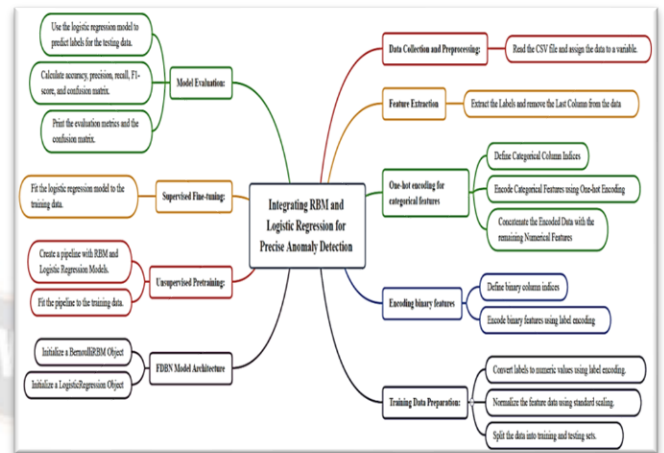 Use the logistic regression model to
predict labels for the testing data.
Calculate accuracy, precision, recall, F1-
score, and confusion matrix.
Print the evaluation metrics and the
confusion matrix.
Model Evaluation:
Fit the logistic regression model to the
training data.
Supervised Fine-tuning:
Create a pipeline with RBM and
Logistic Regression Models.
Fit the pipeline to the training data.
Unsupervised Pretraining:
Initialize a BernoulliRBM Object
Initialize a LogisticRegression Object
FDBN Model Architecture
Integrating RBM and
Logistic Regression for
Precise Anomaly Detection
Data Collection and Preprocessing:
Read the CSV file and assign the data to a variable.
Feature Extraction
Extract the Labels and remove the Last Column from the data
One-hot encoding for
categorical features
Define Categorical Column Indices
Encode Categorical Features using One-hot Encoding
Concatenate the Encoded Data with the
remaining Numerical Features
Encoding binary features
Define binary column indices
Encode binary features using label encoding
Training Data Preparation:
Convert labels to numeric values using label encoding.
Normalize the feature data using standard scaling.
Split the data into training and testing sets.